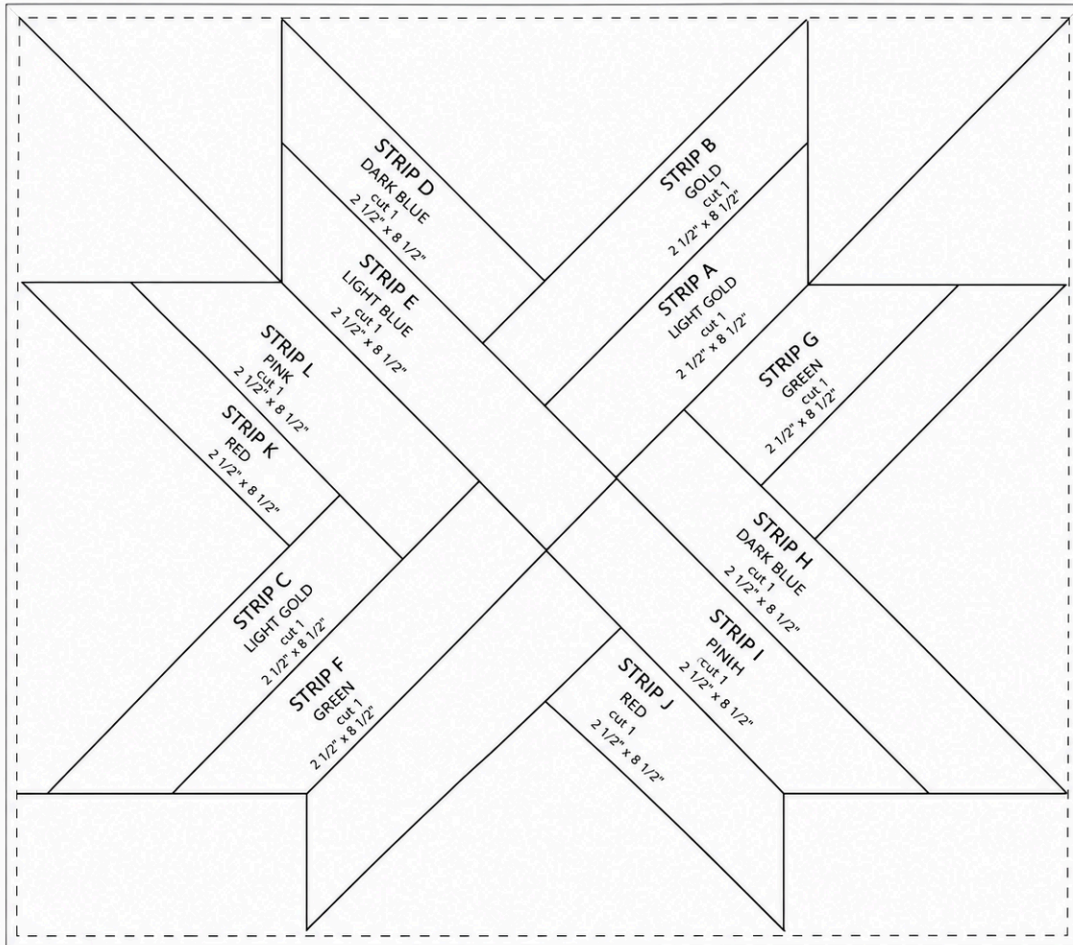 STRIP D
DARK BLUE
cut 1
2 1/2" x 8 1/2"
STRIP B
GOLD
cut 1
2 1/2" x 8 1/2"
STRIP E
LIGHT BLUE
cut 1
2 1/2" x 8 1/2"
STRIP A
LIGHT GOLD
cut 1
2 1/2" x 8 1/2"
STRIP L
PINK
cut 1
2 1/2" x 8 1/2"
STRIP G
GREEN
cut 1
2 1/2" x 8 1/2"
STRIP K
RED
2 1/2" x 8 1/2"
STRIP H
DARK BLUE
cut 1
2 1/2" x 8 1/2"
STRIP C
LIGHT GOLD
cut 1
2 1/2" x 8 1/2"
STRIP I
PINIH
cut 1
2 1/2" x 8 1/2"
STRIP F
GREEN
cut 1
2 1/2" x 8 1/2"
STRIP J
RED
cut 1
2 1/2" x 8 1/2"